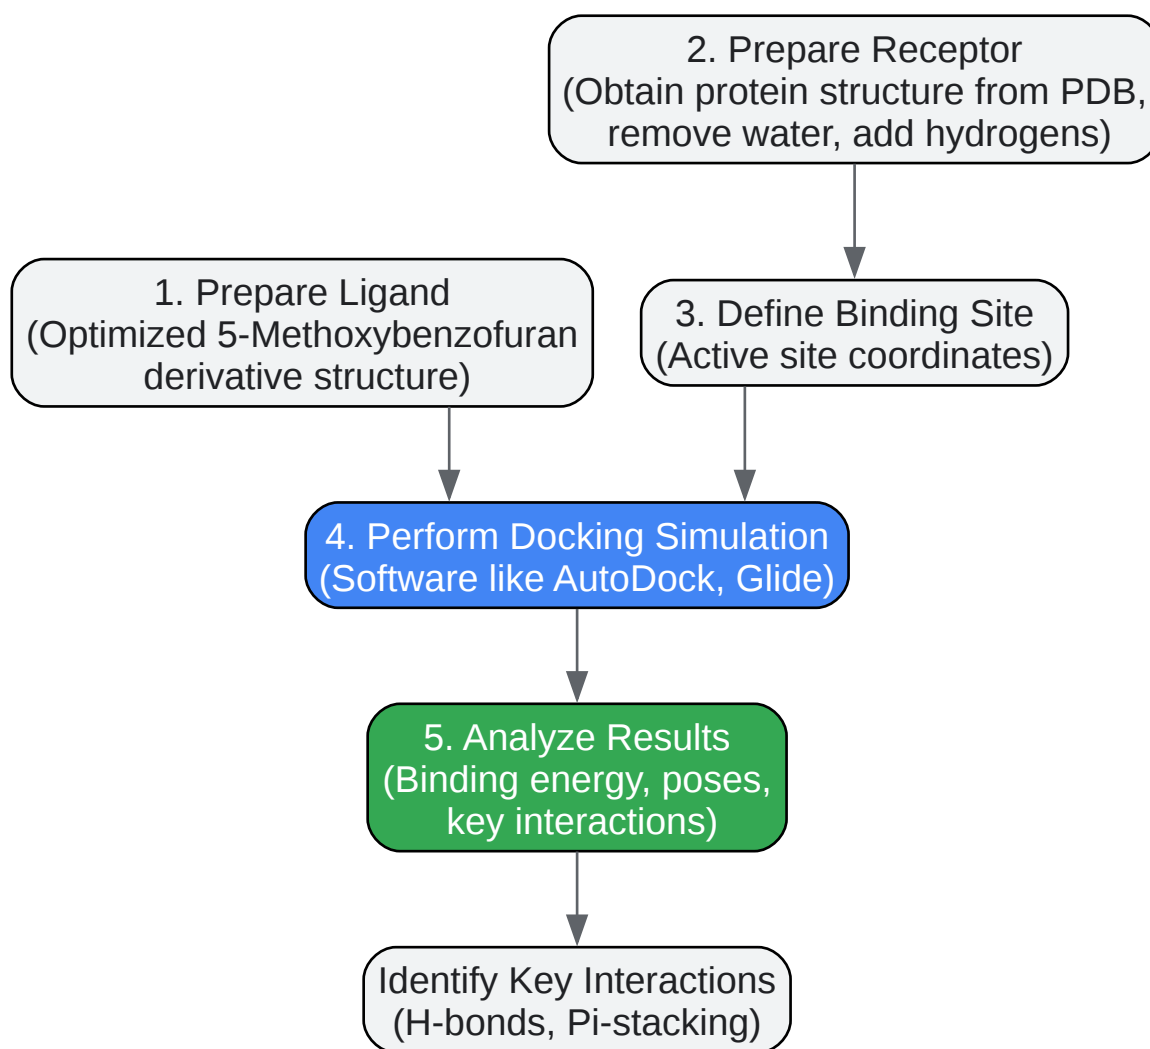 2. Prepare Receptor
(Obtain protein structure from PDB,
remove water, add hydrogens)
1. Prepare Ligand
(Optimized 5-Methoxybenzofuran
derivative structure)
3. Define Binding Site
(Active site coordinates)
4. Perform Docking Simulation
(Software like AutoDock, Glide)
5. Analyze Results
(Binding energy, poses,
key interactions)
Identify Key Interactions
(H-bonds, Pi-stacking)